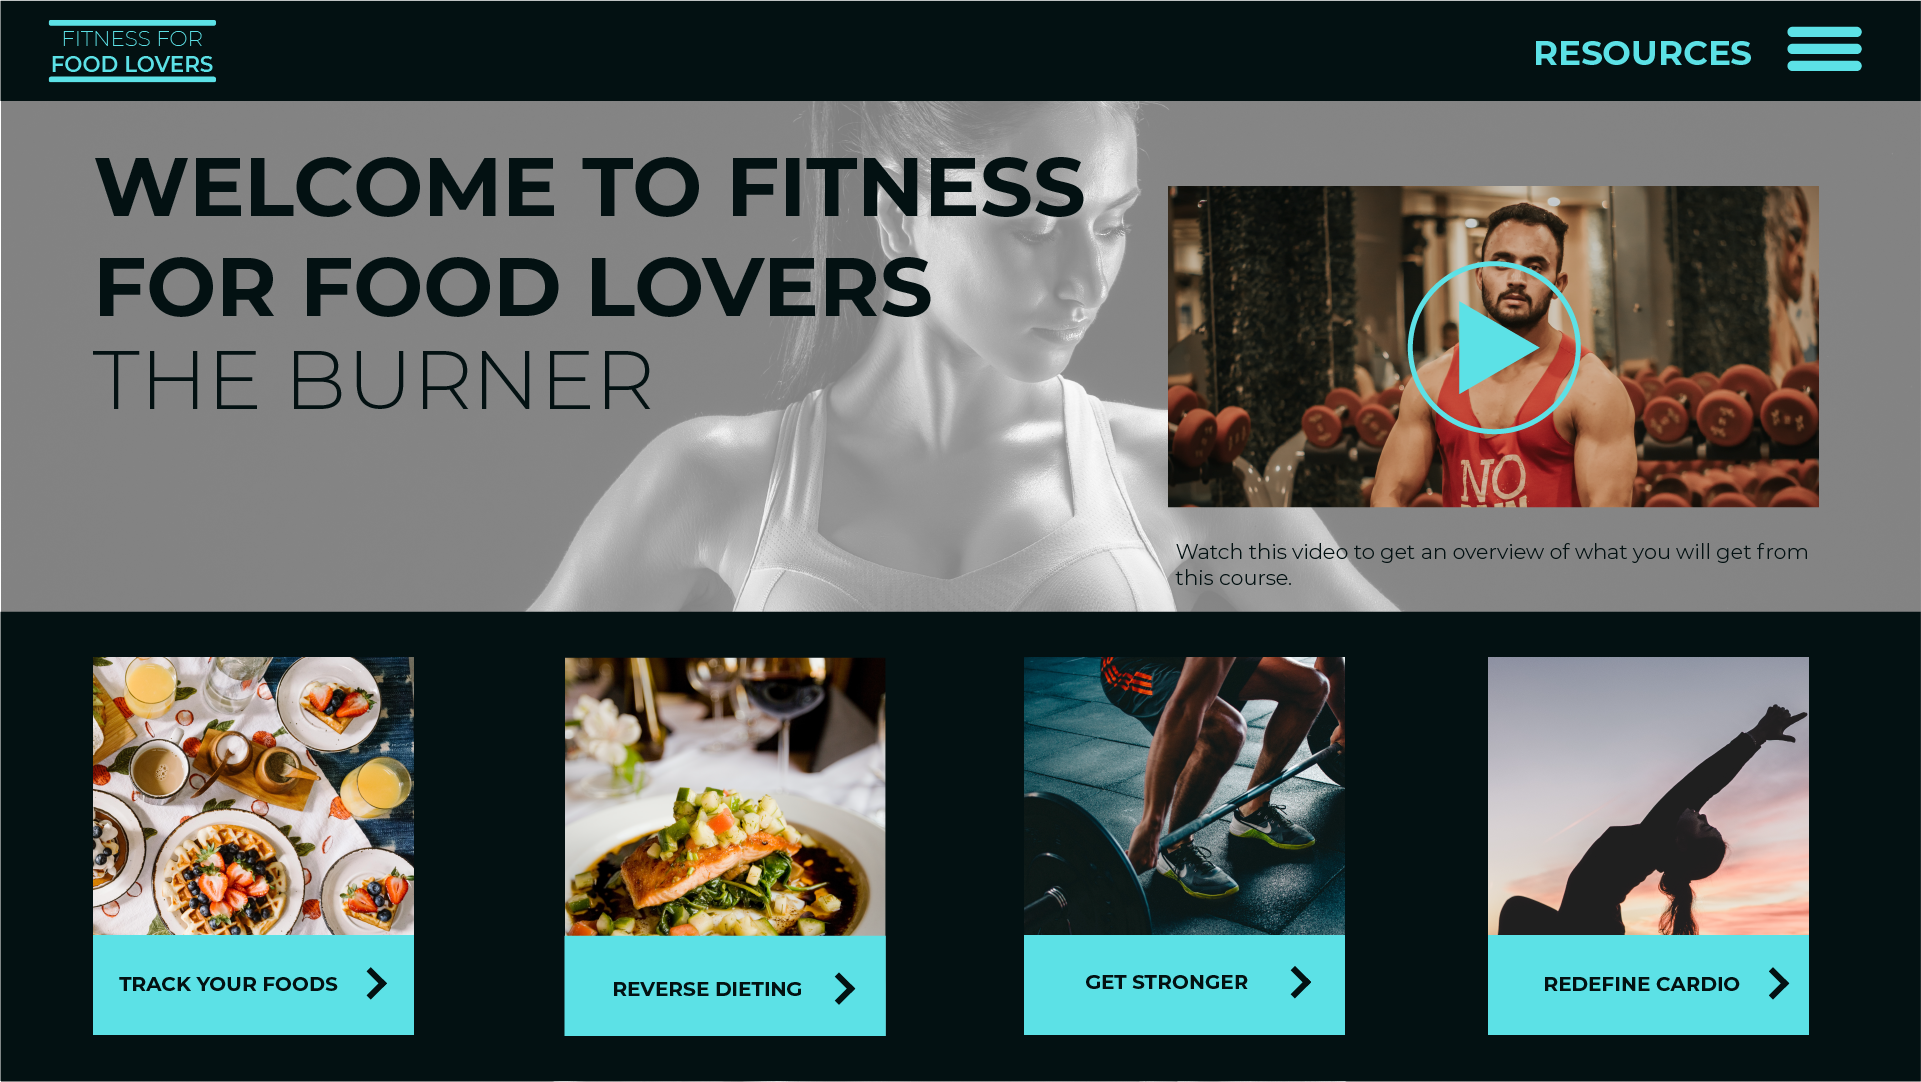 FITNESS FOR
FOOD LOVERS
RESOURCES
WELCOME TO FITNESS
FOR FOOD LOVERS
THE BURNER
NO
Watch this video to get an overview of what you will get from
this course.
TRACK YOUR FOODS
REVERSE DIETING
GET STRONGER
REDEFINE CARDIO